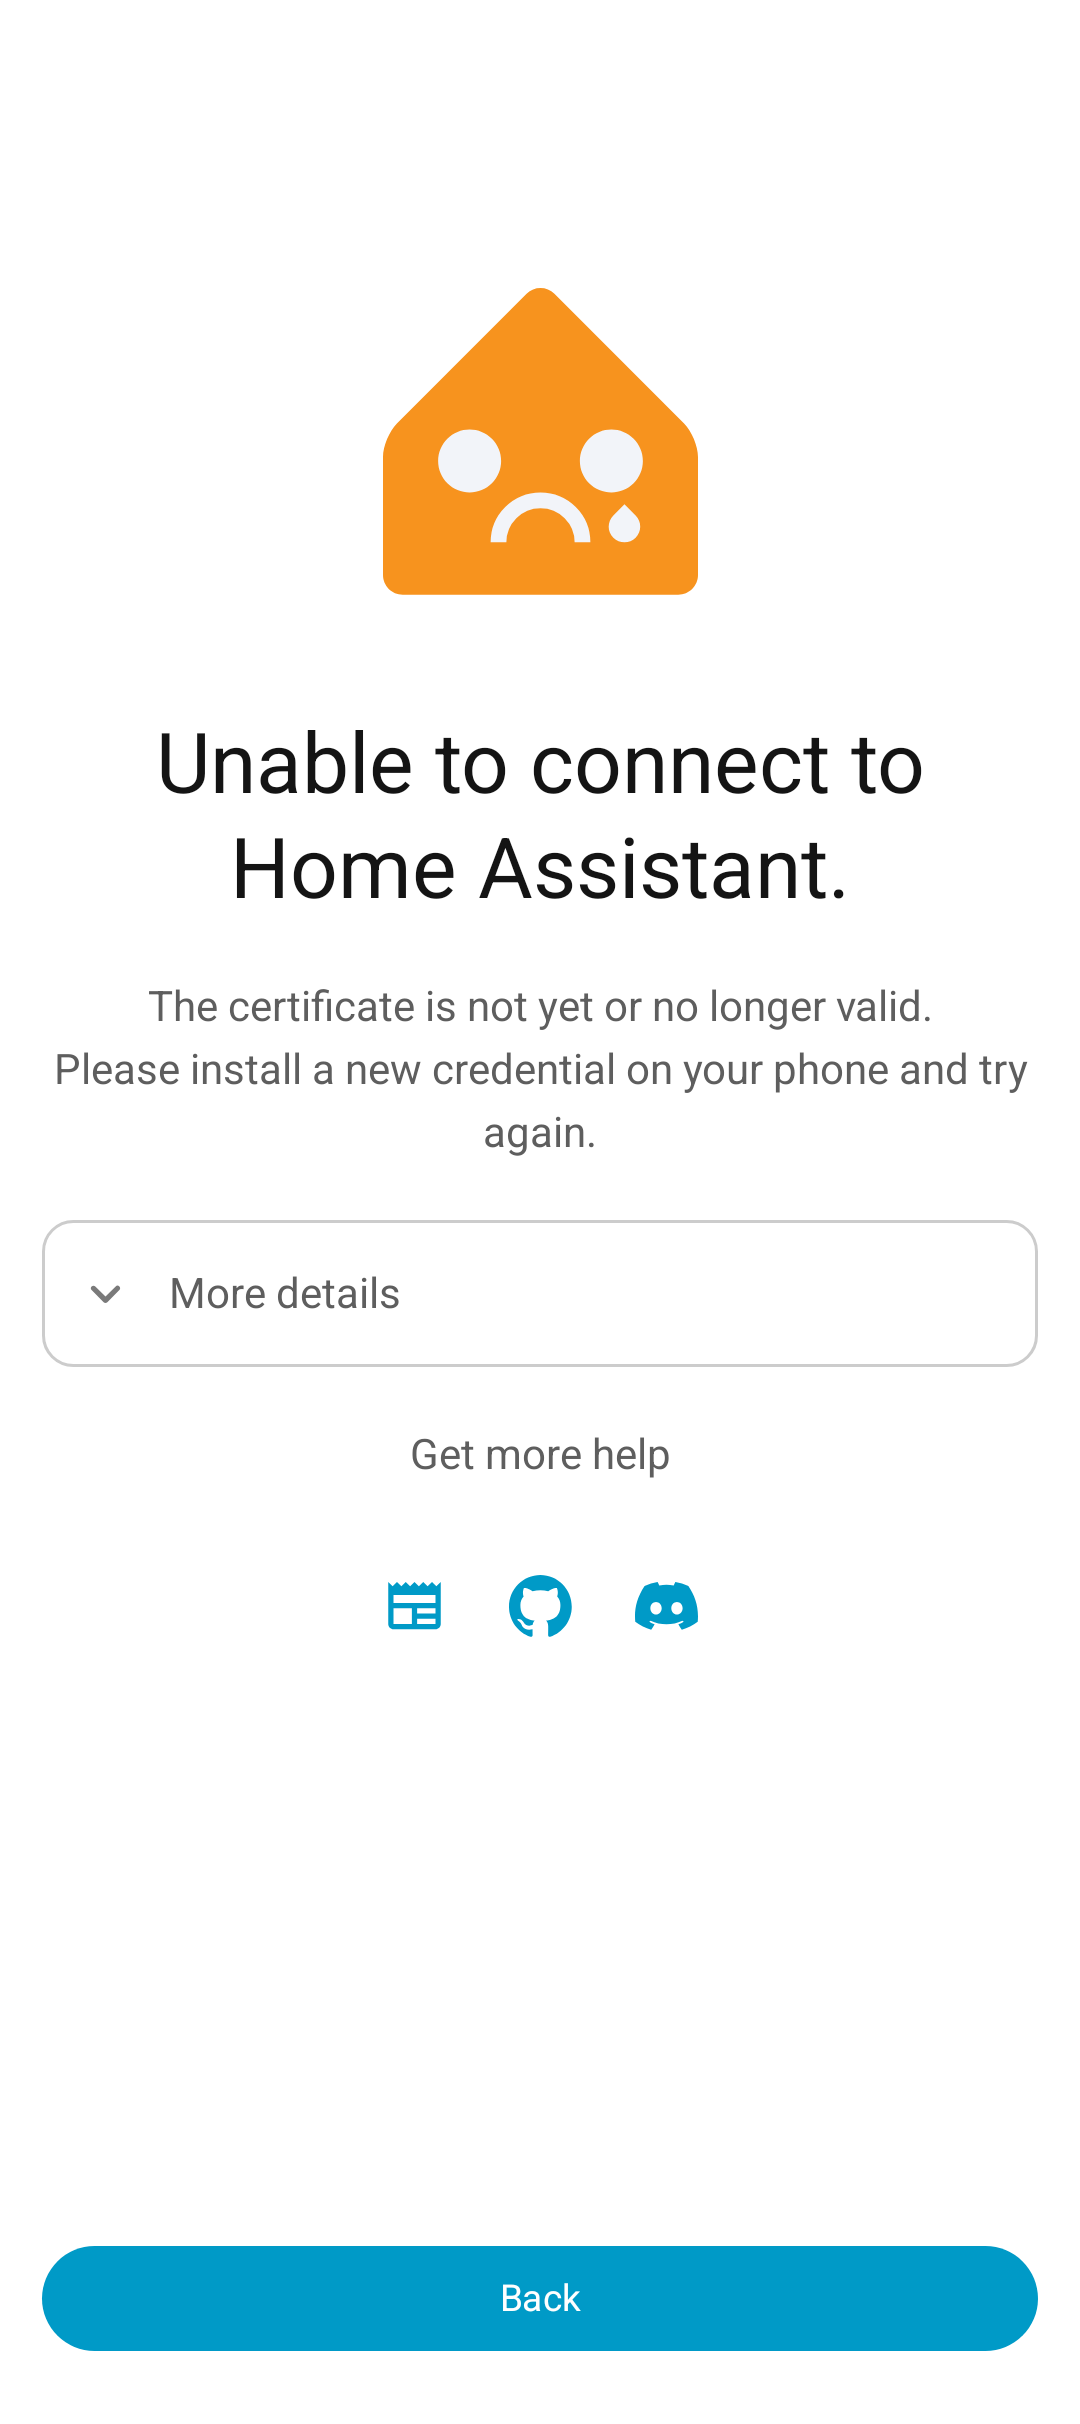 Unable to connect to
Home Assistant.
The certificate is not yet or no longer valid.
Please install a new credential on your phone and try
again.
More details
Get more help
Back